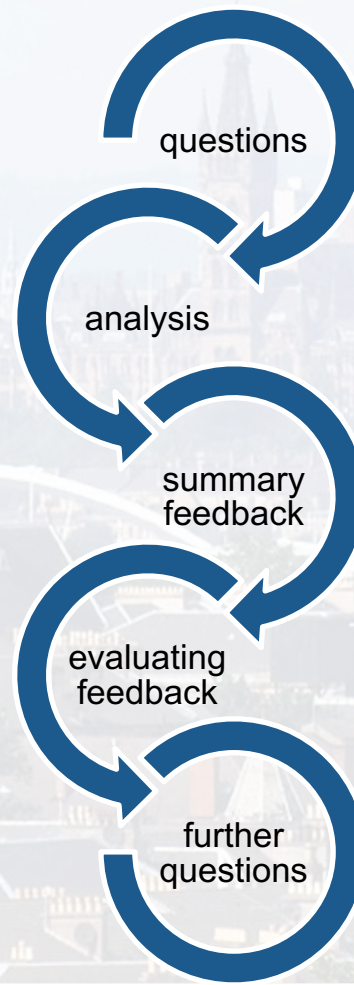 questions
analysis
summary
feedback
evaluating
feedback
further
questions